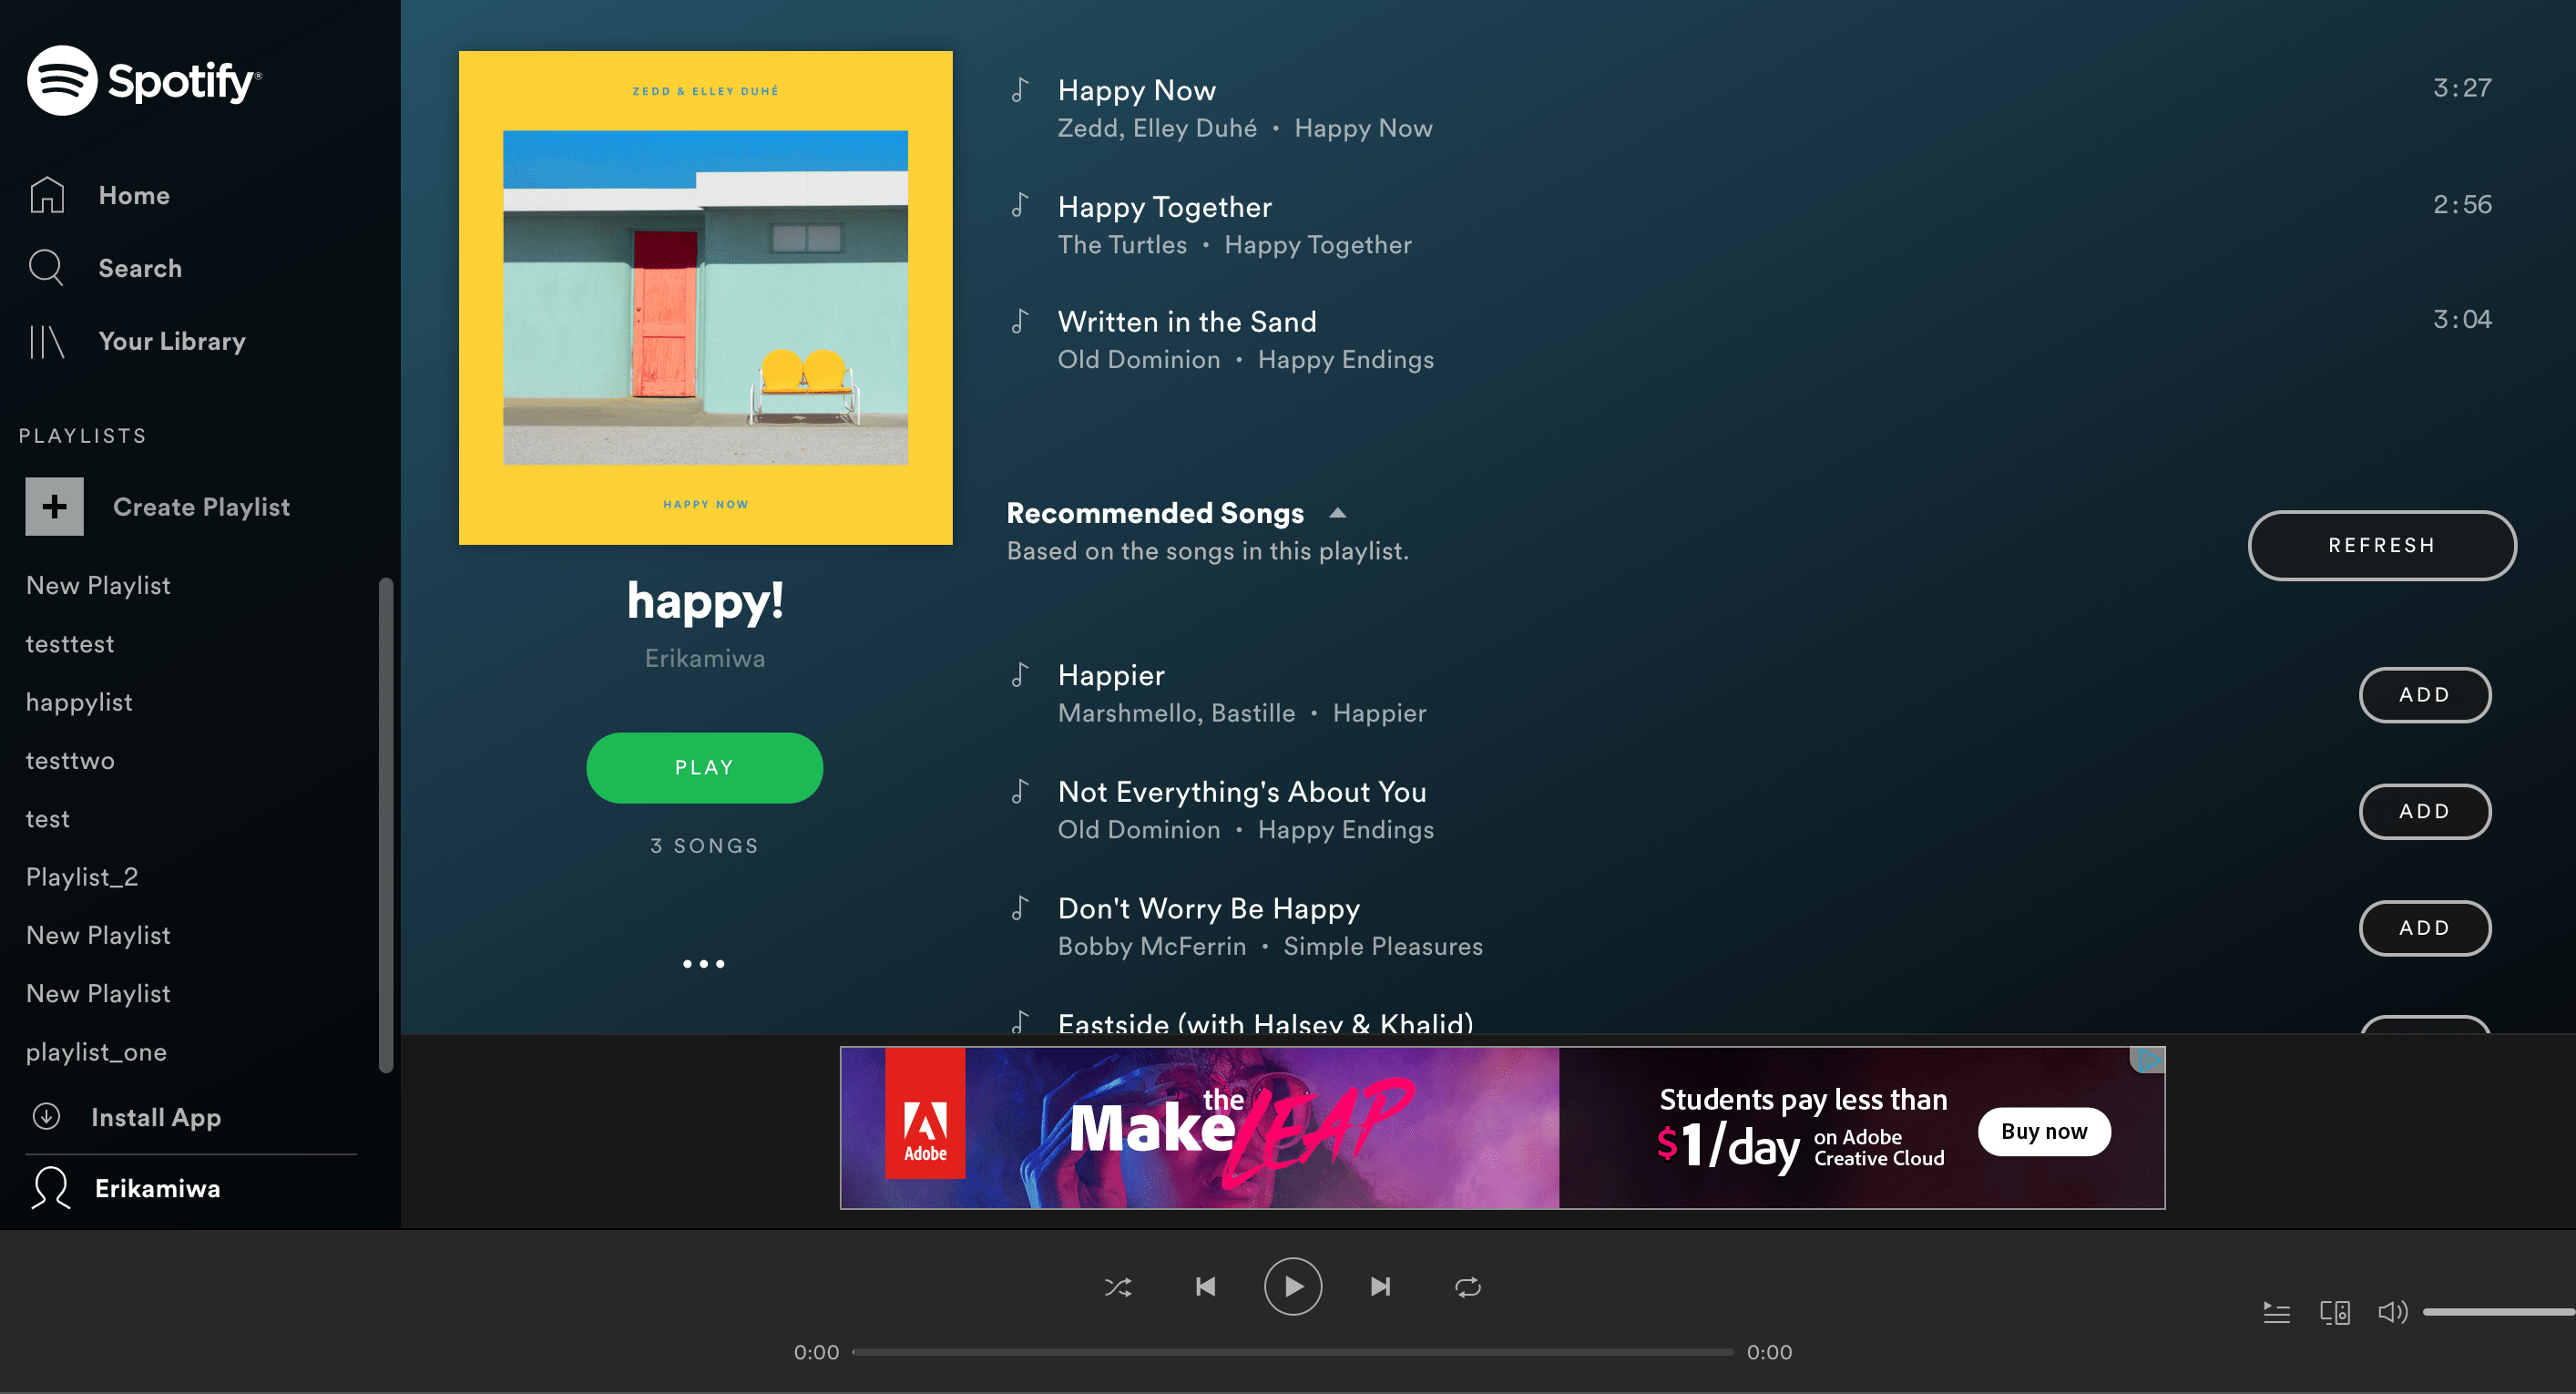 Spotify®
Home
Search
Your Library
PLAYLISTS
Create Playlist
New Playlist
testtest
happylist
testtwo
test
Playlist_2
New Playlist
New Playlist
playlist_one
Install App
Erikamiwa
ZEDD & ELLEY DUHÉ
HAPPY NOW
happy!
Erikamiwa
PLAY
3 SONGS
Happy Now 3:27
Zedd, Elley Duhé • Happy Now
Happy Together 2:56
The Turtles • Happy Together
Written in the Sand 3:04
Old Dominion • Happy Endings
Recommended Songs
Based on the songs in this playlist.
REFRESH
Happier
Marshmello, Bastille • Happier
ADD
Not Everything's About You
Old Dominion • Happy Endings
ADD
Don't Worry Be Happy
Bobby McFerrin • Simple Pleasures
ADD
Eastside (with Halsey & Khalid)
Adobe
Make the LEAP
Students pay less than
$1/day on Adobe
Creative Cloud
Buy now
0:00 0:00